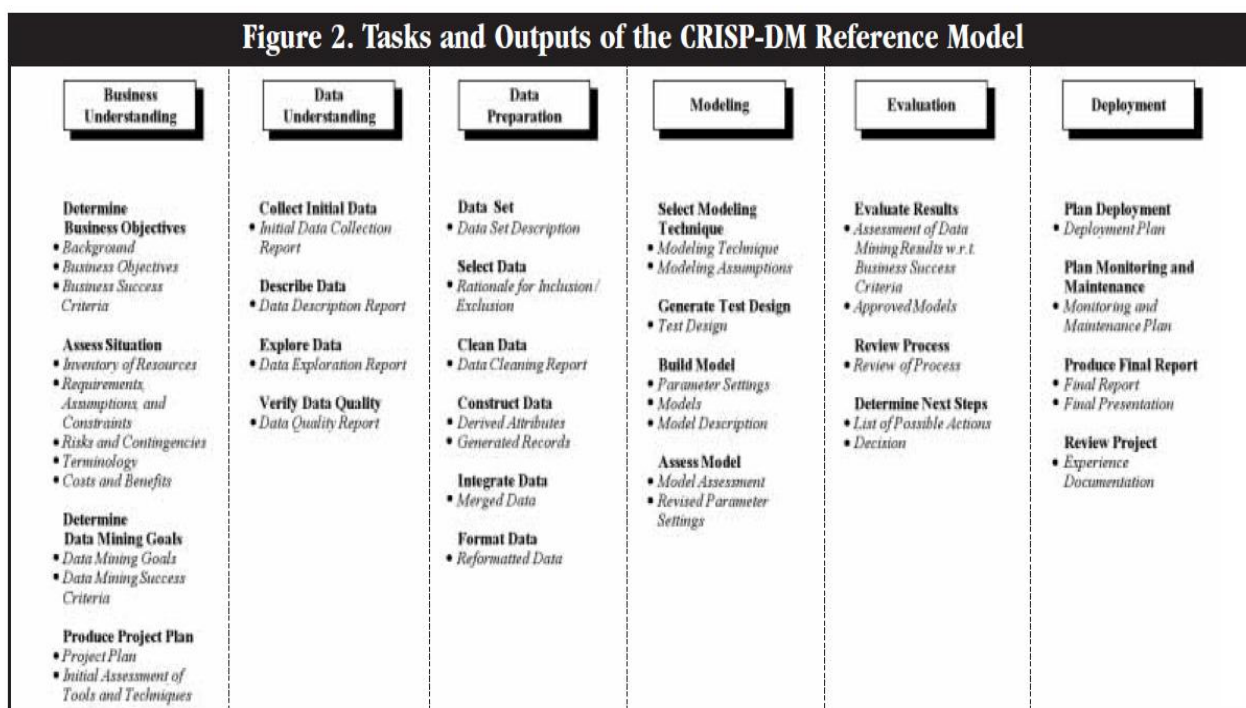 Figure 2. Tasks and Outputs of the CRISP-DM Reference Model
Business
Understanding
Determine
Business Objectives
• Background
• Business Objectives
• Business Success
Criteria
Assess Situation
• Inventory of Resources
• Requirements,
Assumptions, and
Constraints
• Risks and Contingencies
• Terminology
• Costs and Benefits
Determine
Data Mining Goals
• Data Mining Goals
• Data Mining Success
Criteria
Produce Project Plan
• Project Plan
• Initial Assessment of
Tools and Techniques
Data
Understanding
Collect Initial Data
• Initial Data Collection
Report
Describe Data
• Data Description Report
Explore Data
• Data Exploration Report
Verify Data Quality
• Data Quality Report
Data
Preparation
Data Set
• Data Set Description
Select Data
• Rationale for Inclusion /
Exclusion
Clean Data
• Data Cleaning Report
Construct Data
• Derived Attributes
• Generated Records
Integrate Data
• Merged Data
Format Data
• Reformatted Data
Modeling
Select Modeling
Technique
• Modeling Technique
• Modeling Assumptions
Generate Test Design
• Test Design
Build Model
• Parameter Settings
• Models
• Model Description
Assess Model
• Model Assessment
• Revised Parameter
Settings
Evaluation
Evaluate Results
• Assessment of Data
Mining Results w.r.t.
Business Success
Criteria
• Approved Models
Review Process
• Review of Process
Determine Next Steps
• List of Possible Actions
• Decision
Deployment
Plan Deployment
• Deployment Plan
Plan Monitoring and
Maintenance
• Monitoring and
Maintenance Plan
Produce Final Report
• Final Report
• Final Presentation
Review Project
• Experience
Documentation